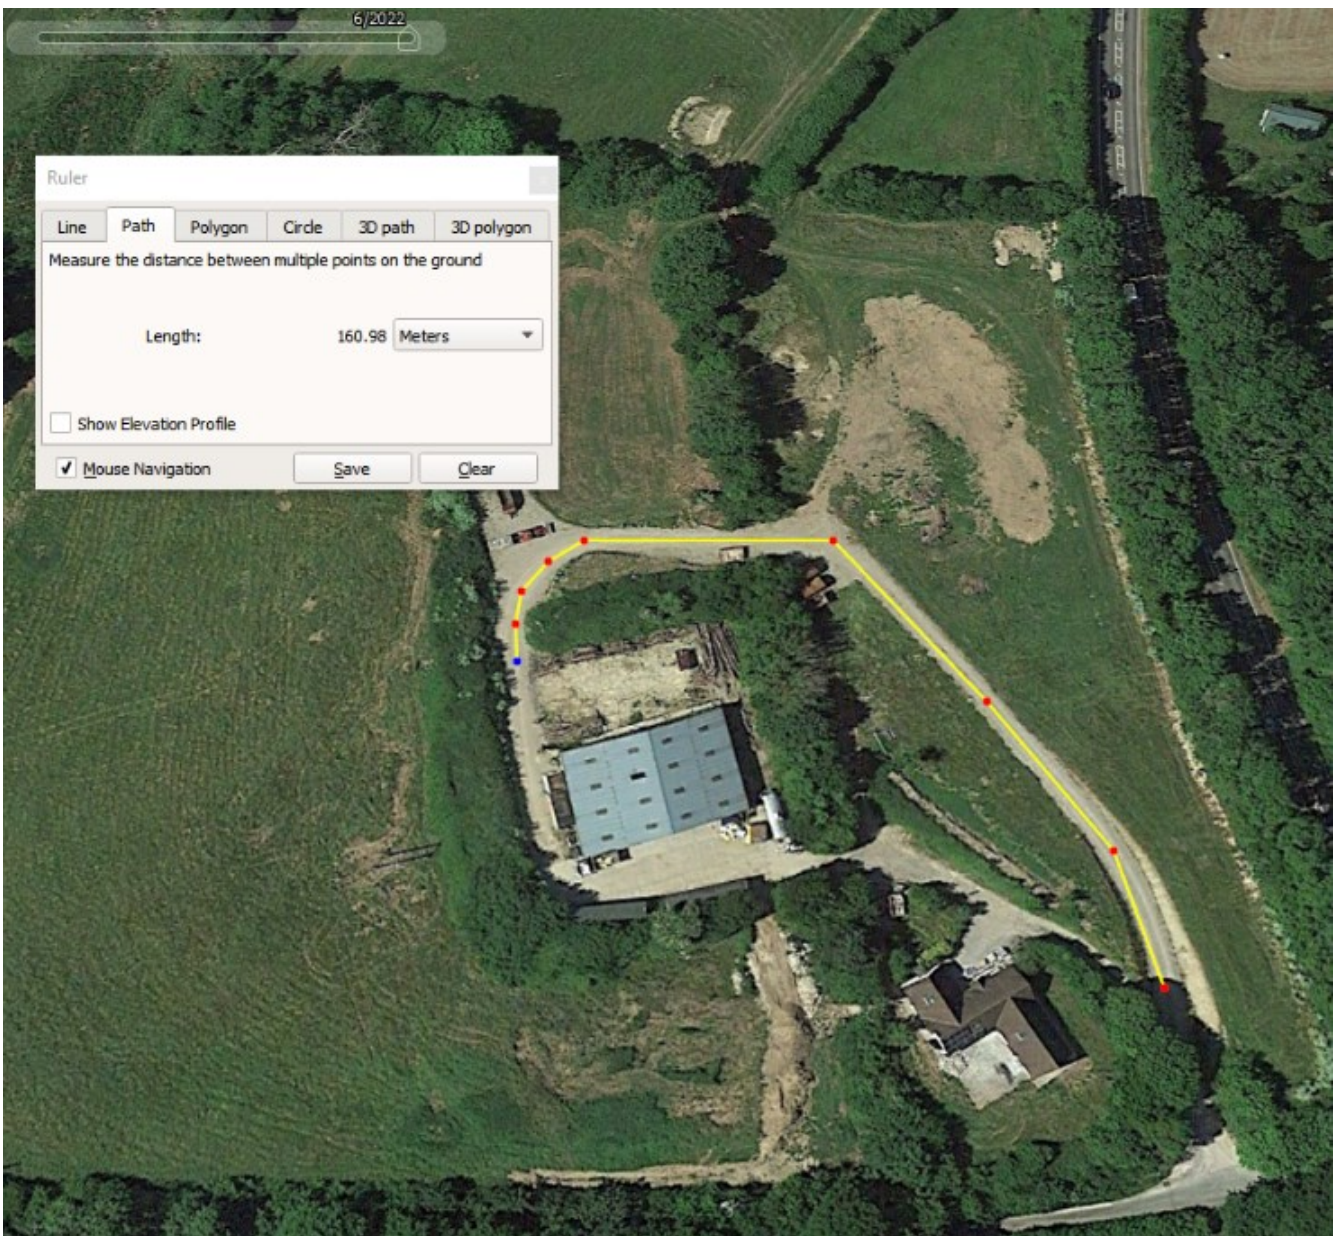 6/2022
Ruler
Line Path Polygon Circle 3D path 3D polygon
Measure the distance between multiple points on the ground
Length: 160.98 Meters
Show Elevation Profile
Mouse Navigation Save Clear